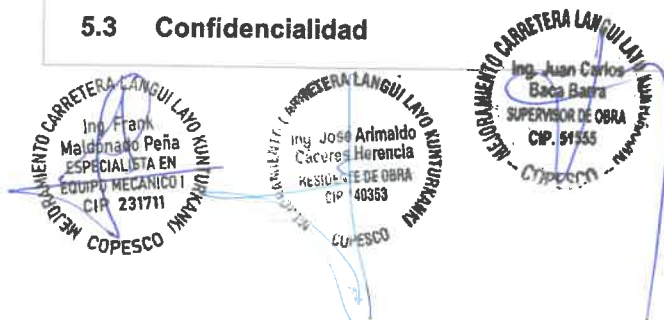 5.3 Confidencialidad
MEJORAMIENTO CARRETERA LANGUI LAYO KUNTURKANKI
Ing. Frank
Maldonado Peña
ESPECIALISTA EN
EQUIPO MECANICO I
CIP 231711
COPESCO
CARRETERA LANGUI LAYO KUNTURKANKI
Ing. José Arimaldo
Cáceres Herencia
RESIDENTE DE OBRA
CIP 40353
COPESCO
MEJORAMIENTO CARRETERA LANGUI LAYO KUNTURKANKI
Ing. Juan Carlos
Baca Barra
SUPERVISOR DE OBRA
CIP. 51555
COPESCO